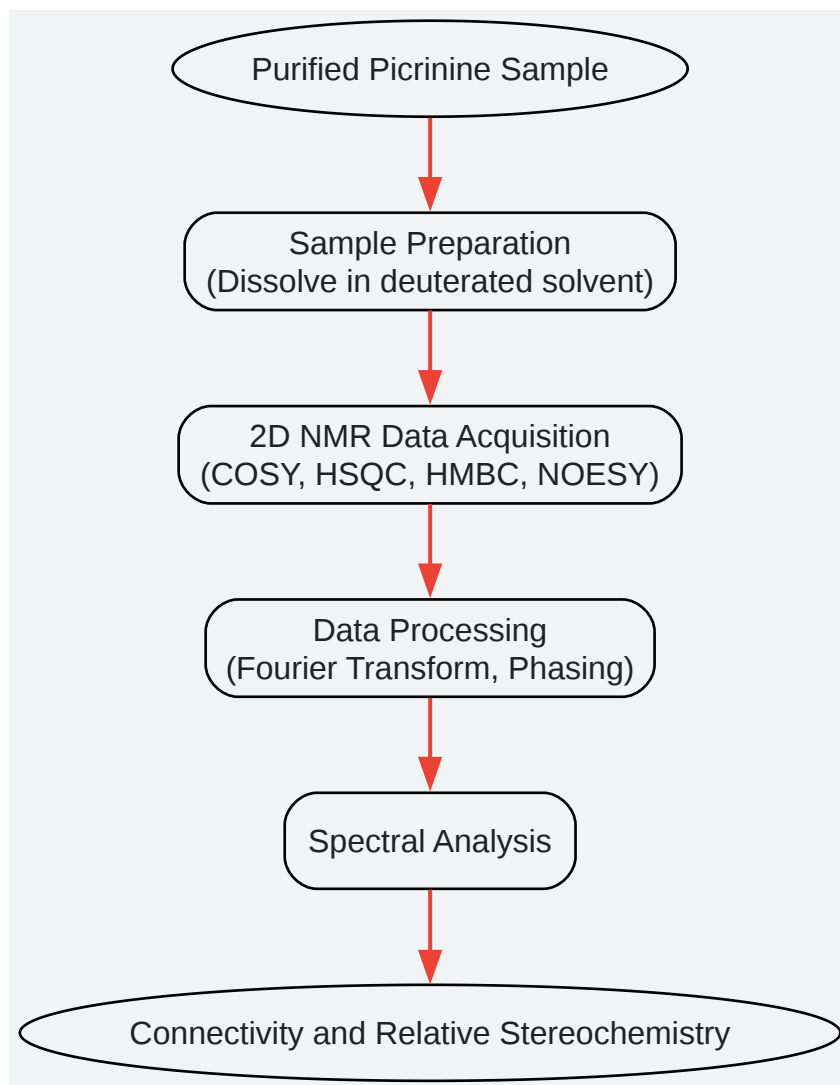 Purified Picrinine Sample
Sample Preparation
(Dissolve in deuterated solvent)
2D NMR Data Acquisition
(COSY, HSQC, HMBC, NOESY)
Data Processing
(Fourier Transform, Phasing)
Spectral Analysis
Connectivity and Relative Stereochemistry